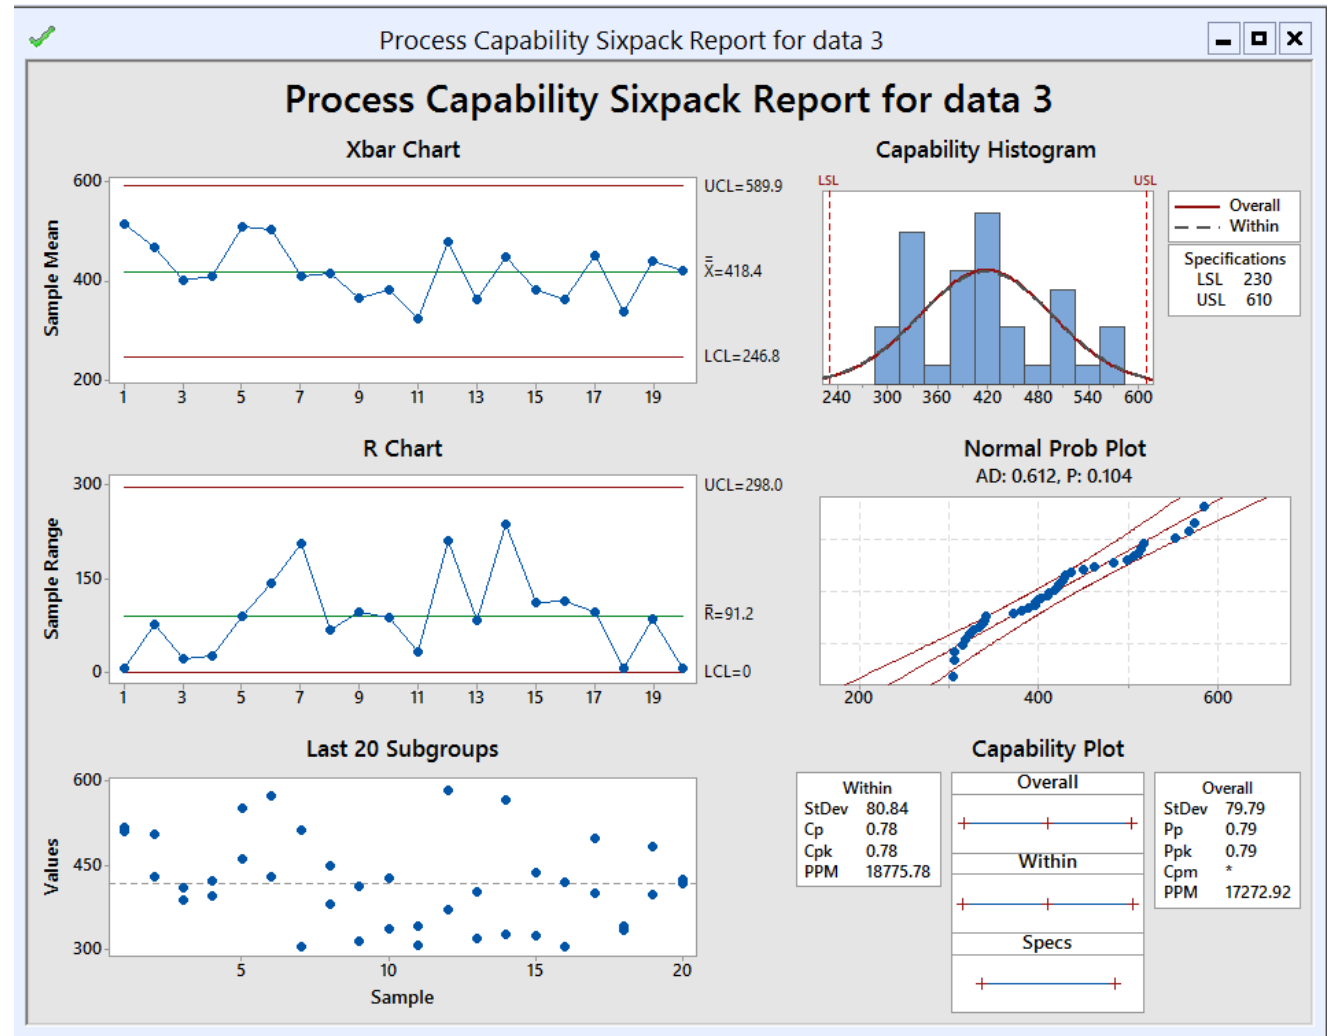 Process Capability Sixpack Report for data 3
Process Capability Sixpack Report for data 3
Xbar Chart
Sample Mean
600
400
200
UCL=589.9
X̿=418.4
LCL=246.8
1 3 5 7 9 11 13 15 17 19
Capability Histogram
LSL USL
Overall
Within
Specifications
LSL 230
USL 610
240 300 360 420 480 540 600
R Chart
Sample Range
300
150
0
UCL=298.0
R̅=91.2
LCL=0
1 3 5 7 9 11 13 15 17 19
Normal Prob Plot
AD: 0.612, P: 0.104
200 400 600
Last 20 Subgroups
Values
600
450
300
5 10 15 20
Sample
Capability Plot
Within
StDev 80.84
Cp 0.78
Cpk 0.78
PPM 18775.78
Overall
Within
Specs
Overall
StDev 79.79
Pp 0.79
Ppk 0.79
Cpm *
PPM 17272.92